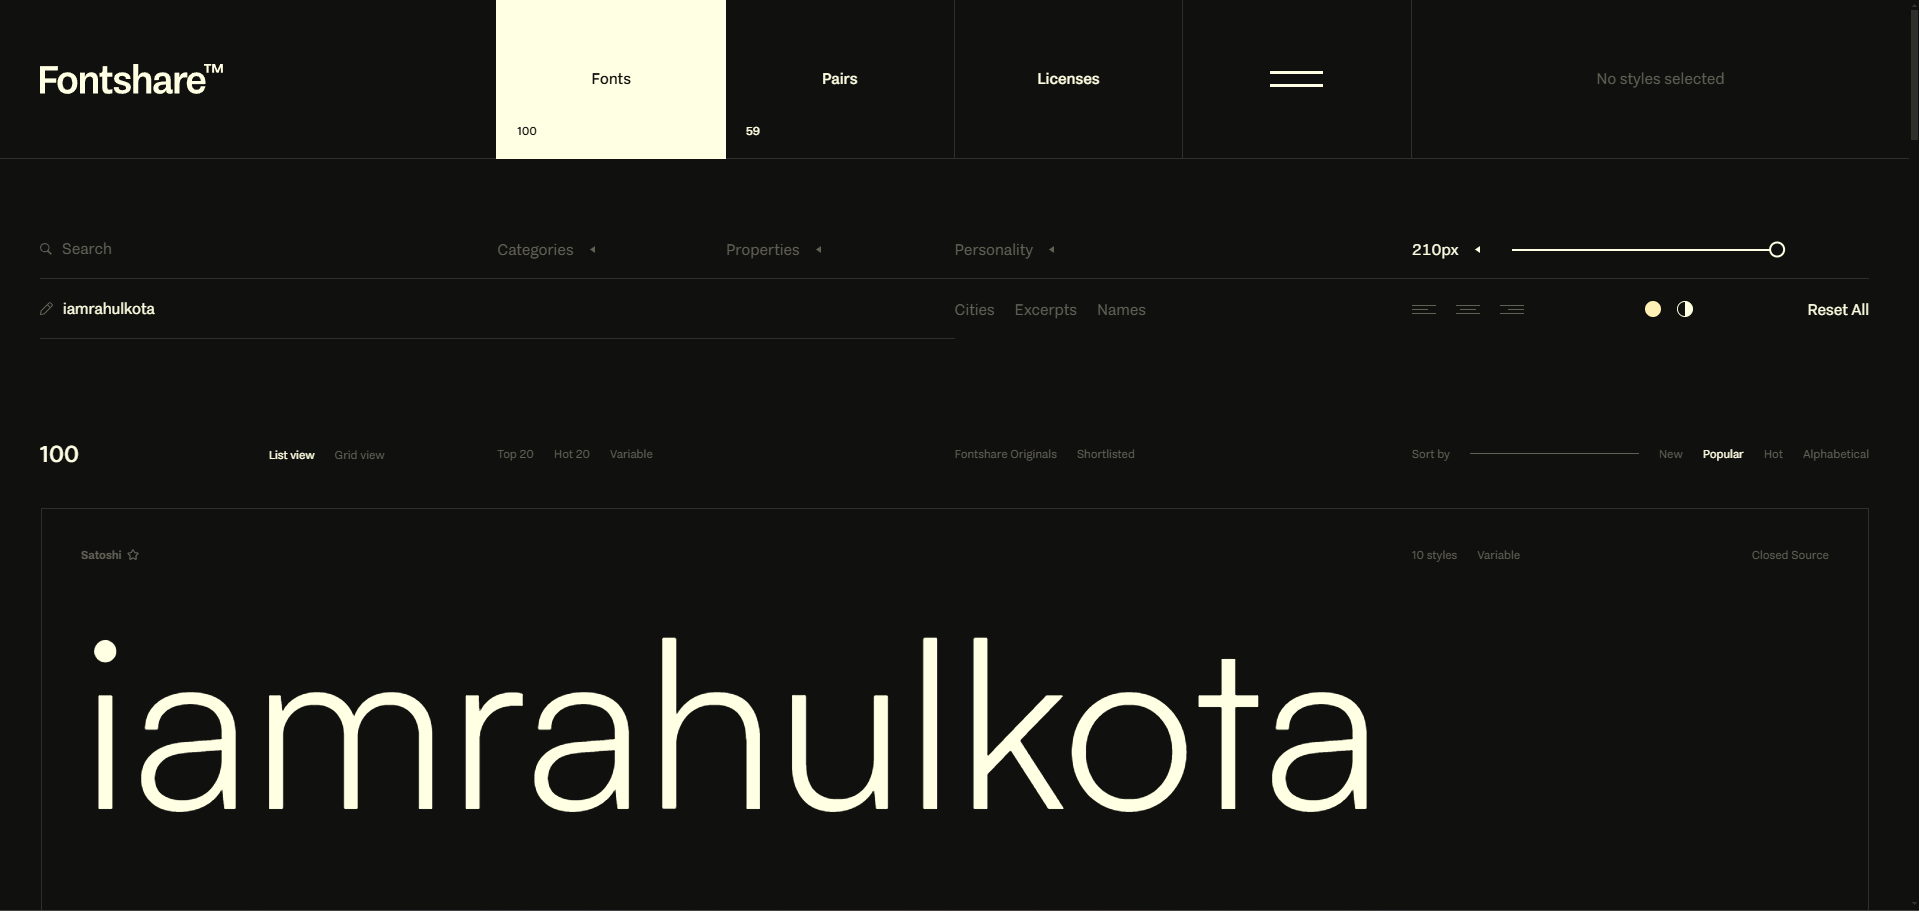 Fontshare™
Fonts
Pairs
Licenses
No styles selected
100
59
Search
Categories
Properties
Personality
210px
iamrahulkota
Cities Excerpts Names
Reset All
100
List view Grid view
Top 20 Hot 20 Variable
Fontshare Originals Shortlisted
Sort by
New Popular Hot Alphabetical
Satoshi
10 styles Variable
Closed Source
iamrahulkota